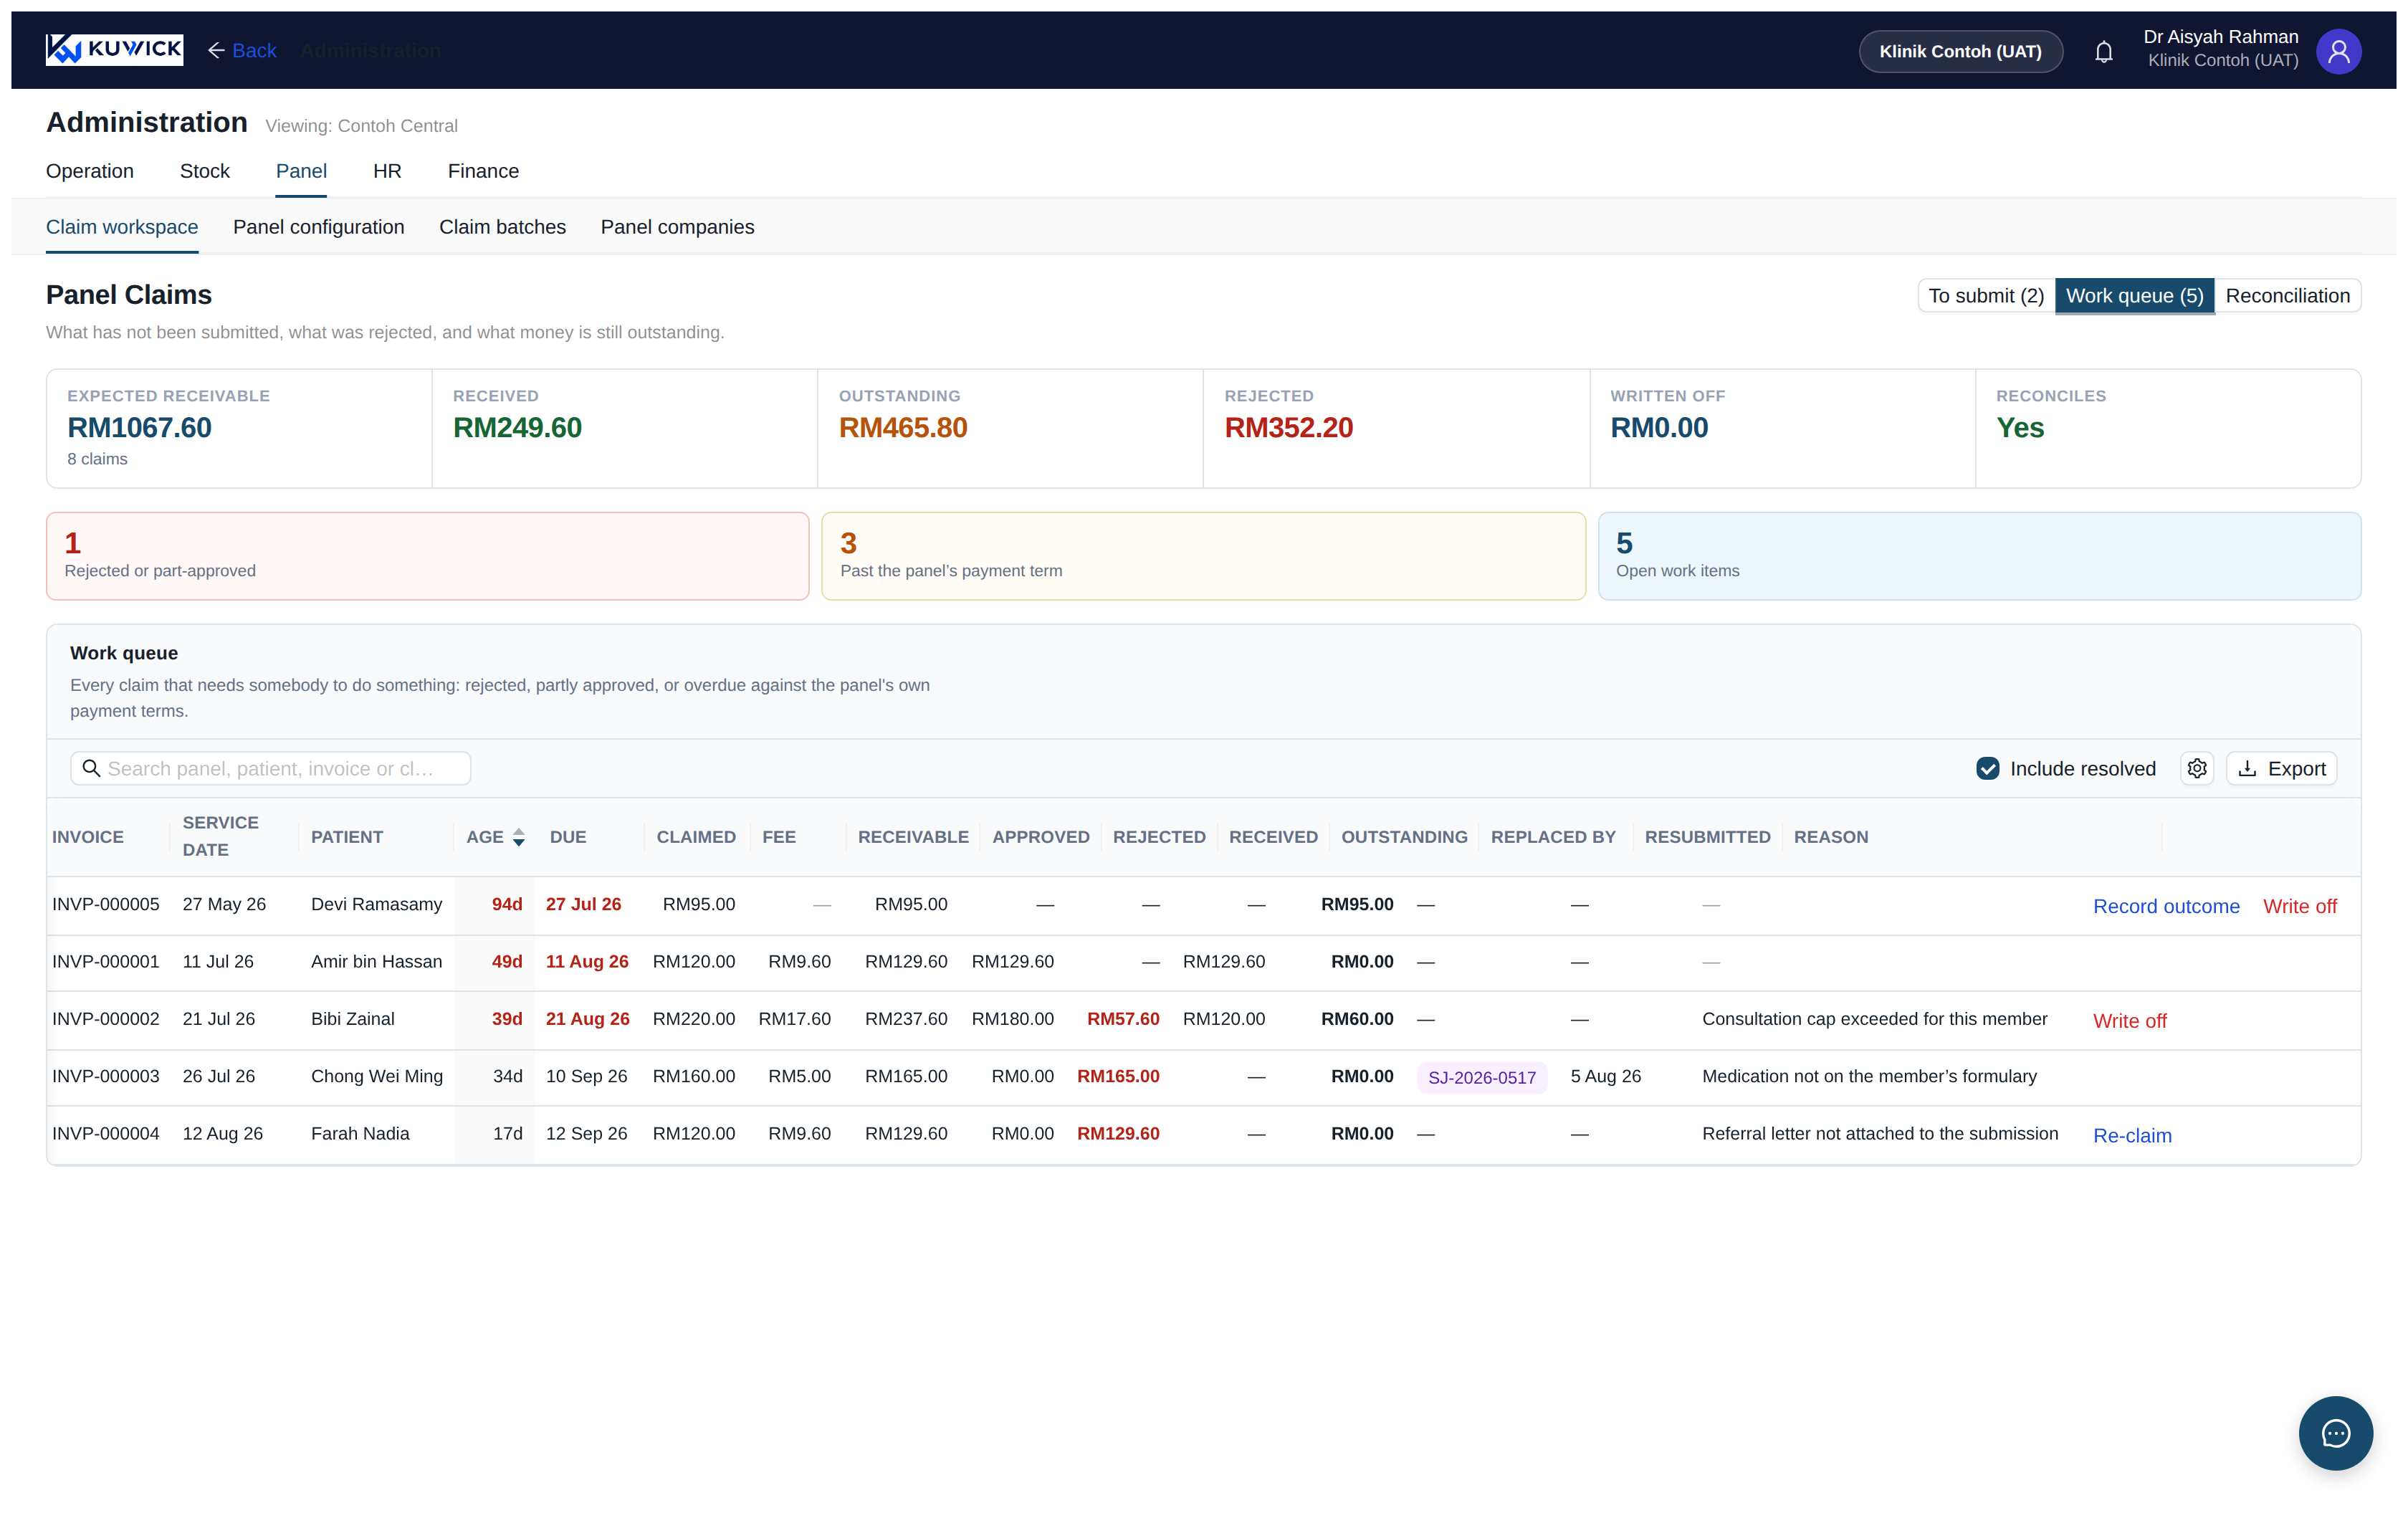 KUWICK
Back
Administration
Klinik Contoh (UAT)
Dr Aisyah Rahman
Klinik Contoh (UAT)
Administration
Viewing: Contoh Central
Operation
Stock
Panel
HR
Finance
Claim workspace
Panel configuration
Claim batches
Panel companies
Panel Claims
What has not been submitted, what was rejected, and what money is still outstanding.
To submit (2)
Work queue (5)
Reconciliation
EXPECTED RECEIVABLE
RM1067.60
8 claims
RECEIVED
RM249.60
OUTSTANDING
RM465.80
REJECTED
RM352.20
WRITTEN OFF
RM0.00
RECONCILES
Yes
1
Rejected or part-approved
3
Past the panel’s payment term
5
Open work items
Work queue
Every claim that needs somebody to do something: rejected, partly approved, or overdue against the panel's own
payment terms.
Search panel, patient, invoice or cl…
Include resolved
Export
INVOICE SERVICE DATE PATIENT AGE DUE CLAIMED FEE RECEIVABLE APPROVED REJECTED RECEIVED OUTSTANDING REPLACED BY RESUBMITTED REASON
INVP-000005 27 May 26 Devi Ramasamy 94d 27 Jul 26 RM95.00 — RM95.00 — — — RM95.00 — — — Record outcome Write off
INVP-000001 11 Jul 26 Amir bin Hassan 49d 11 Aug 26 RM120.00 RM9.60 RM129.60 RM129.60 — RM129.60 RM0.00 — — —
INVP-000002 21 Jul 26 Bibi Zainal 39d 21 Aug 26 RM220.00 RM17.60 RM237.60 RM180.00 RM57.60 RM120.00 RM60.00 — — Consultation cap exceeded for this member Write off
INVP-000003 26 Jul 26 Chong Wei Ming 34d 10 Sep 26 RM160.00 RM5.00 RM165.00 RM0.00 RM165.00 — RM0.00 SJ-2026-0517 5 Aug 26 Medication not on the member’s formulary
INVP-000004 12 Aug 26 Farah Nadia 17d 12 Sep 26 RM120.00 RM9.60 RM129.60 RM0.00 RM129.60 — RM0.00 — — Referral letter not attached to the submission Re-claim